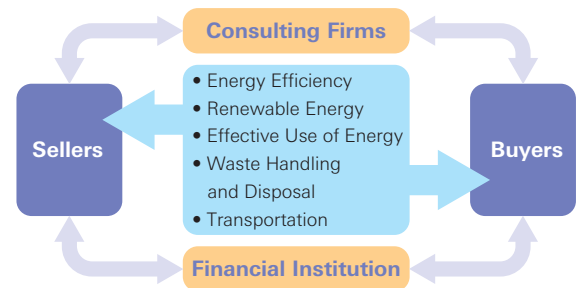 Consulting Firms
Sellers
• Energy Efficiency
• Renewable Energy
• Effective Use of Energy
• Waste Handling
and Disposal
• Transportation
Buyers
Financial Institution